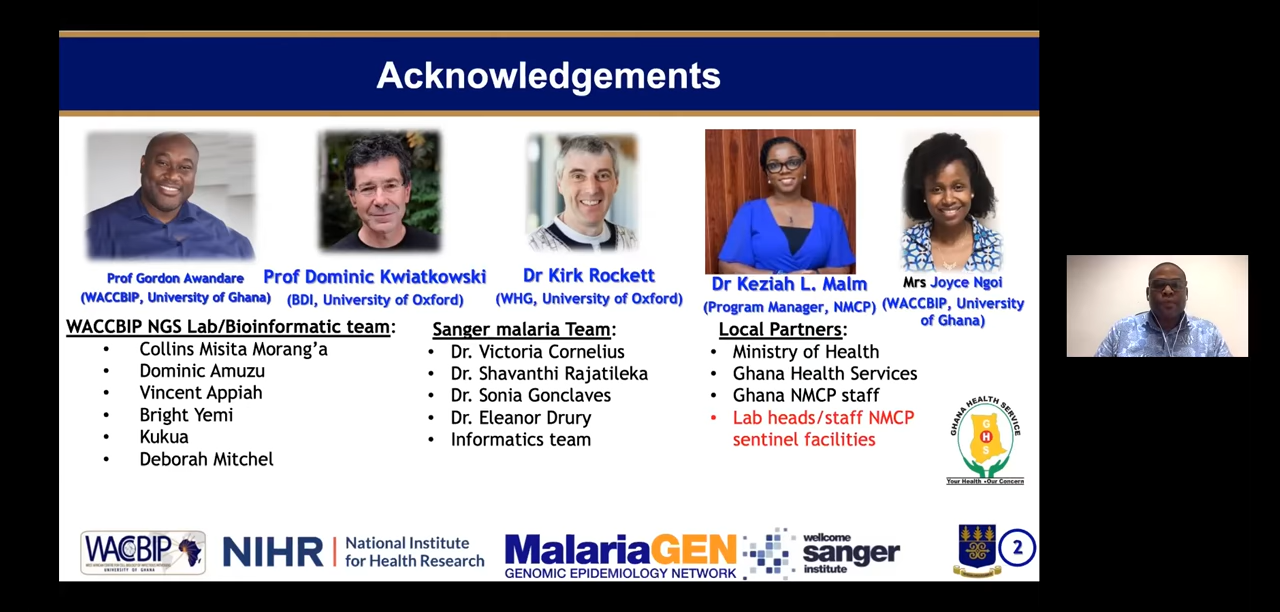 Acknowledgements
Prof Gordon Awandare
(WACCBIP, University of Ghana)
Prof Dominic Kwiatkowski
(BDI, University of Oxford)
Dr Kirk Rockett
(WHG, University of Oxford)
Dr Keziah L. Malm
(Program Manager, NMCP)
Mrs Joyce Ngoi
(WACCBIP, University
of Ghana)
WACCBIP NGS Lab/Bioinformatic team:
• Collins Misita Morang’a
• Dominic Amuzu
• Vincent Appiah
• Bright Yemi
• Kukua
• Deborah Mitchel
Sanger malaria Team:
• Dr. Victoria Cornelius
• Dr. Shavanthi Rajatileka
• Dr. Sonia Gonclaves
• Dr. Eleanor Drury
• Informatics team
Local Partners:
• Ministry of Health
• Ghana Health Services
• Ghana NMCP staff
• Lab heads/staff NMCP
sentinel facilities
GHANA HEALTH SERVICE
G
H
S
Your Health • Our Concern
WACCBIP
UNIVERSITY OF GHANA
NIHR | National Institute
for Health Research
MalariaGEN
GENOMIC EPIDEMIOLOGY NETWORK
wellcome
sanger
institute
2